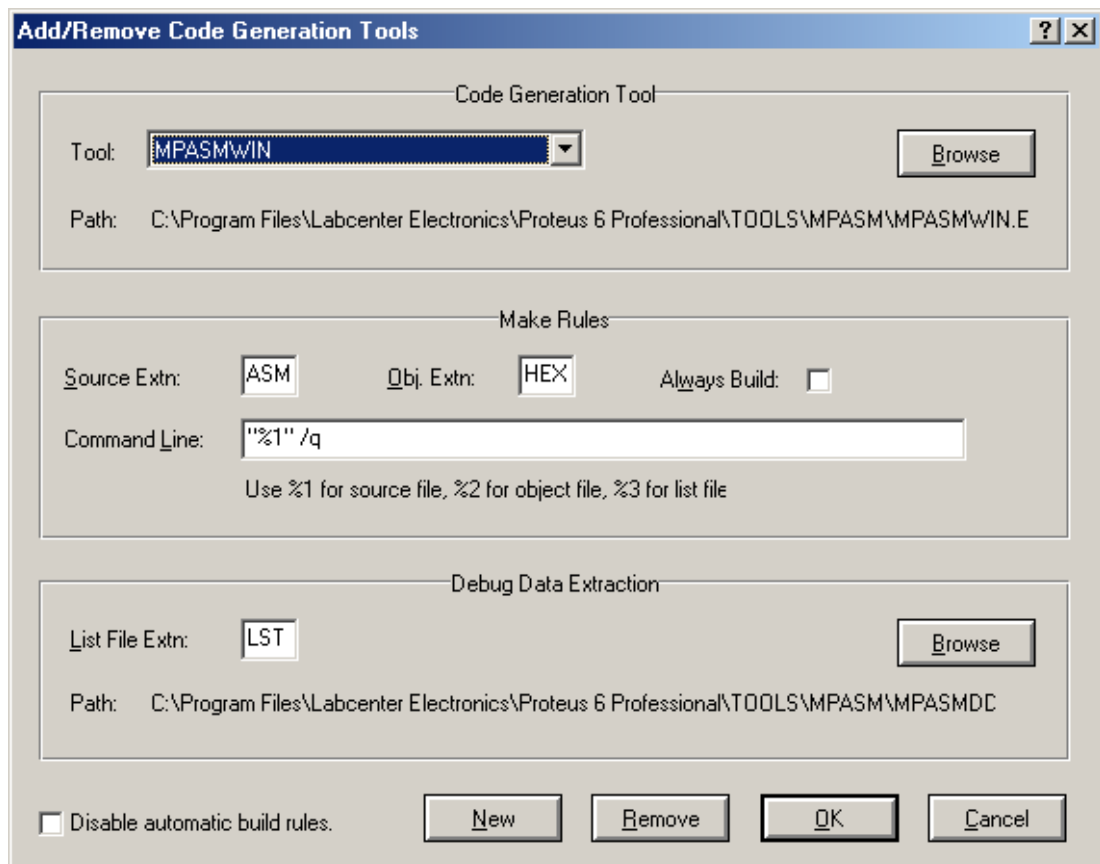 Add/Remove Code Generation Tools
Code Generation Tool
Tool: MPASMWIN Browse
Path: C:\Program Files\Labcenter Electronics\Proteus 6 Professional\TOOLS\MPASM\MPASMWIN.E
Make Rules
Source Extn: ASM Obj. Extn: HEX Always Build:
Command Line: "%1" /q
Use %1 for source file, %2 for object file, %3 for list file
Debug Data Extraction
List File Extn: LST Browse
Path: C:\Program Files\Labcenter Electronics\Proteus 6 Professional\TOOLS\MPASM\MPASMDC
Disable automatic build rules. New Remove OK Cancel